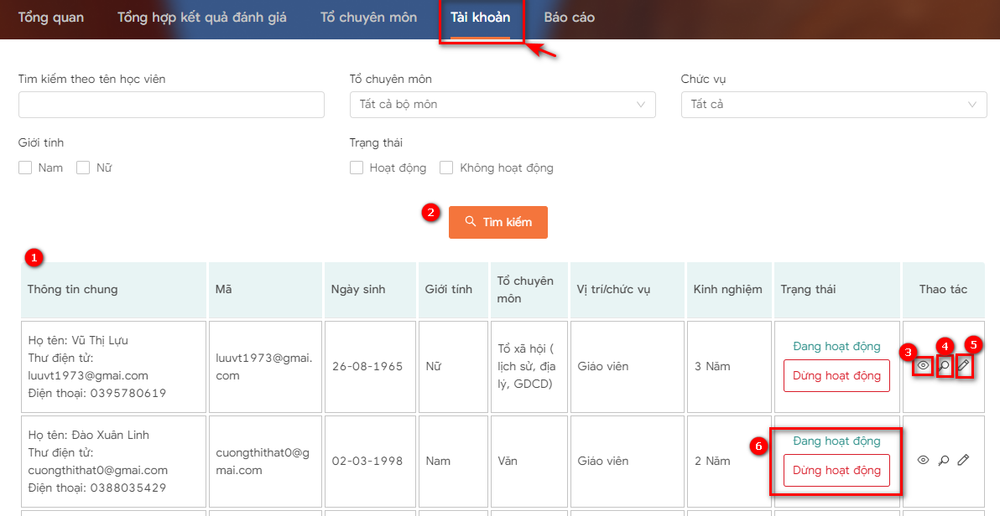 Tổng quan Tổng hợp kết quả đánh giá Tổ chuyên môn Tài khoản Báo cáo
Tìm kiếm theo tên học viên Tổ chuyên môn Chức vụ
Tất cả bộ môn Tất cả
Giới tính Trạng thái
Nam Nữ Hoạt động Không hoạt động
2 Tìm kiếm
1
Thông tin chung Mã Ngày sinh Giới tính Tổ chuyên môn Vị trí/chức vụ Kinh nghiệm Trạng thái Thao tác
Họ tên: Vũ Thị Lựu
Thư điện tử:
luuvt1973@gmai.com
Điện thoại: 0395780619
luuvt1973@gmai.
com
26-08-1965
Nữ
Tổ xã hội (
lịch sử, địa
lý, GDCD)
Giáo viên
3 Năm
Đang hoạt động
Dừng hoạt động
3 4 5
Họ tên: Đào Xuân Linh
Thư điện tử:
cuongthithat0@gmai.com
Điện thoại: 0388035429
cuongthithat0@g
mai.com
02-03-1998
Nam
Văn
Giáo viên
2 Năm
6
Đang hoạt động
Dừng hoạt động